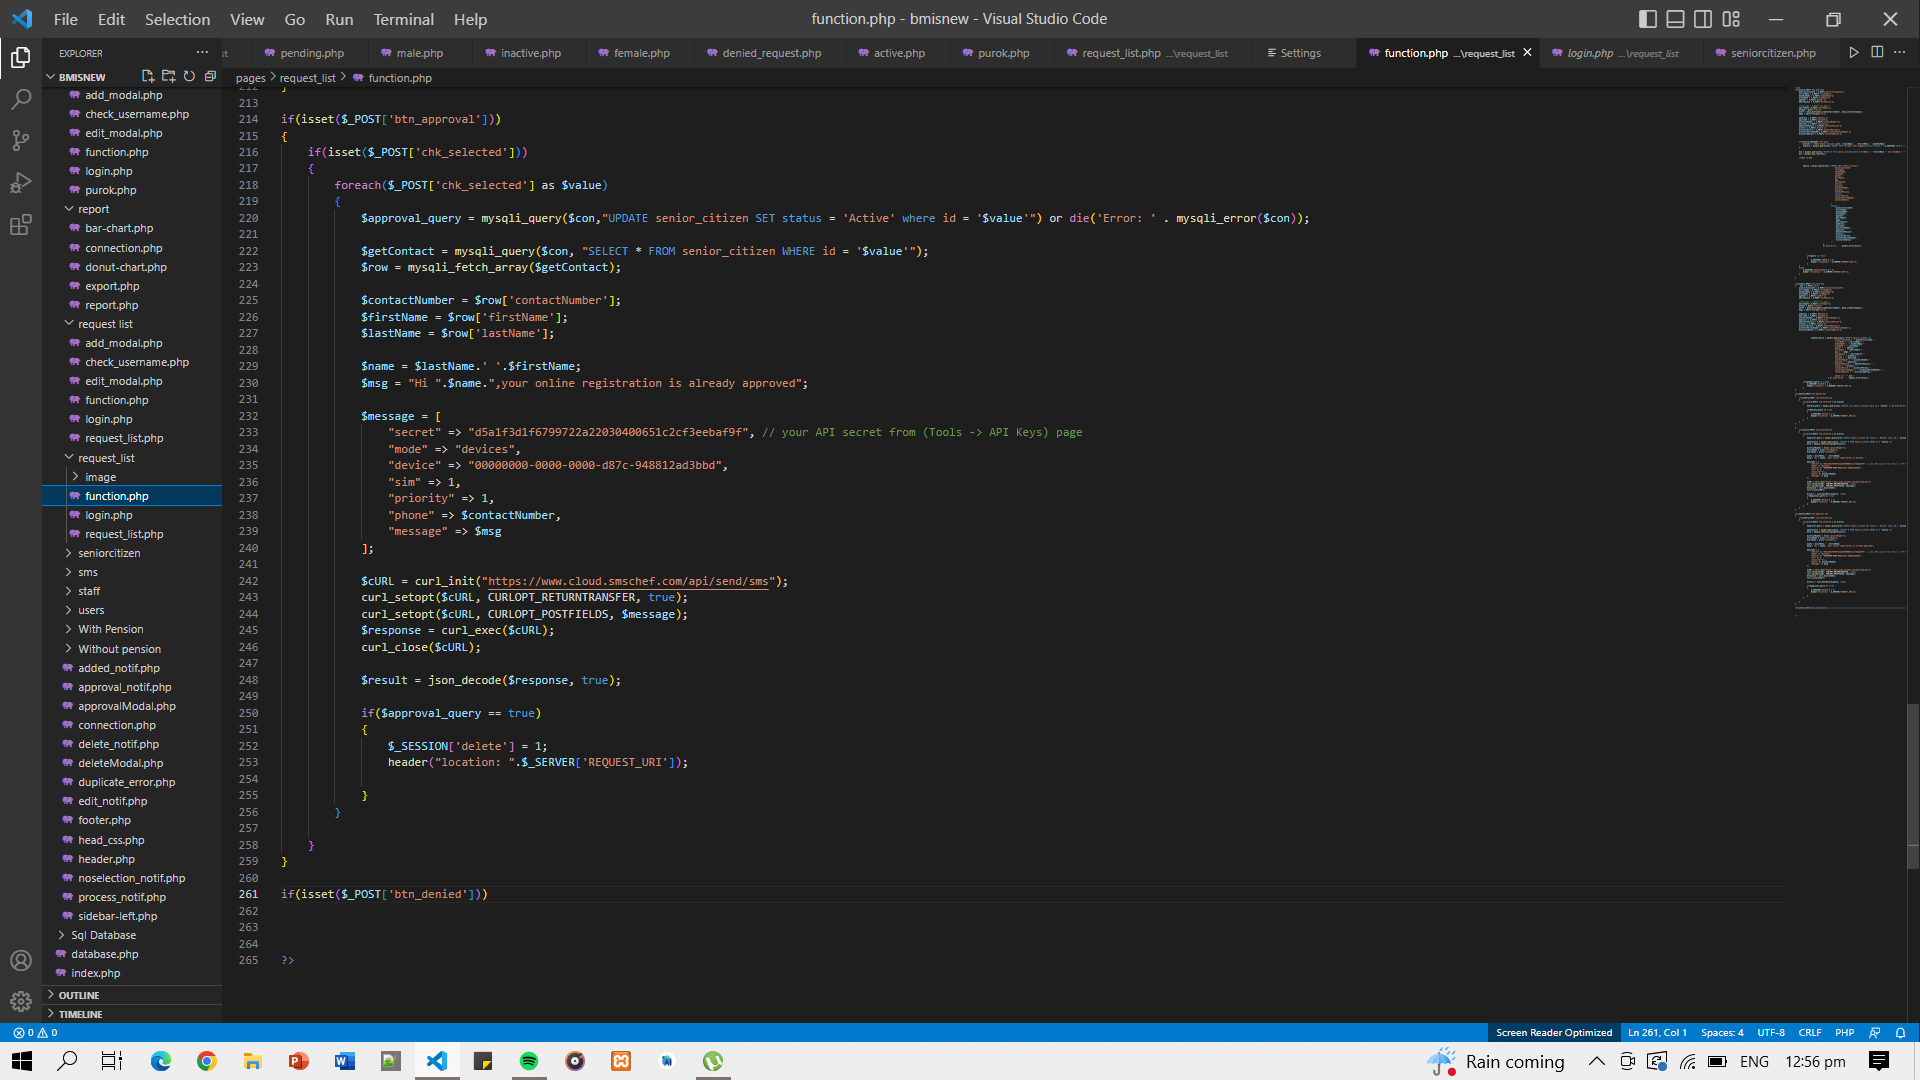 File Edit Selection View Go Run Terminal Help
function.php - bmisnew - Visual Studio Code
EXPLORER
pending.php male.php inactive.php female.php denied_request.php active.php purok.php request_list.php ...\request_list Settings function.php ...\request_list login.php ...\request_list seniorcitizen.php
BMISNEW
pages > request_list > function.php
add_modal.php
check_username.php
edit_modal.php
function.php
login.php
purok.php
report
bar-chart.php
connection.php
donut-chart.php
export.php
report.php
request list
add_modal.php
check_username.php
edit_modal.php
function.php
login.php
request_list.php
request_list
image
function.php
login.php
request_list.php
seniorcitizen
sms
staff
users
With Pension
Without pension
added_notif.php
approval_notif.php
approvalModal.php
connection.php
delete_notif.php
deleteModal.php
duplicate_error.php
edit_notif.php
footer.php
head_css.php
header.php
noselection_notif.php
process_notif.php
sidebar-left.php
Sql Database
database.php
index.php
OUTLINE
TIMELINE
212 }
213
214 if(isset($_POST['btn_approval']))
215 {
216 if(isset($_POST['chk_selected']))
217 {
218 foreach($_POST['chk_selected'] as $value)
219 {
220 $approval_query = mysqli_query($con,"UPDATE senior_citizen SET status = 'Active' where id = '$value'") or die('Error: ' . mysqli_error($con));
221
222 $getContact = mysqli_query($con, "SELECT * FROM senior_citizen WHERE id = '$value'");
223 $row = mysqli_fetch_array($getContact);
224
225 $contactNumber = $row['contactNumber'];
226 $firstName = $row['firstName'];
227 $lastName = $row['lastName'];
228
229 $name = $lastName.' '.$firstName;
230 $msg = "Hi ".$name.",your online registration is already approved";
231
232 $message = [
233 "secret" => "d5a1f3d1f6799722a22030400651c2cf3eebaf9f", // your API secret from (Tools -> API Keys) page
234 "mode" => "devices",
235 "device" => "00000000-0000-0000-d87c-948812ad3bbd",
236 "sim" => 1,
237 "priority" => 1,
238 "phone" => $contactNumber,
239 "message" => $msg
240 ];
241
242 $cURL = curl_init("https://www.cloud.smschef.com/api/send/sms");
243 curl_setopt($cURL, CURLOPT_RETURNTRANSFER, true);
244 curl_setopt($cURL, CURLOPT_POSTFIELDS, $message);
245 $response = curl_exec($cURL);
246 curl_close($cURL);
247
248 $result = json_decode($response, true);
249
250 if($approval_query == true)
251 {
252 $_SESSION['delete'] = 1;
253 header("location: ".$_SERVER['REQUEST_URI']);
254
255 }
256 }
257
258 }
259 }
260
261 if(isset($_POST['btn_denied']))
262
263
264
265 ?>
0 0
Screen Reader Optimized Ln 261, Col 1 Spaces: 4 UTF-8 CRLF PHP
Rain coming ENG 12:56 pm